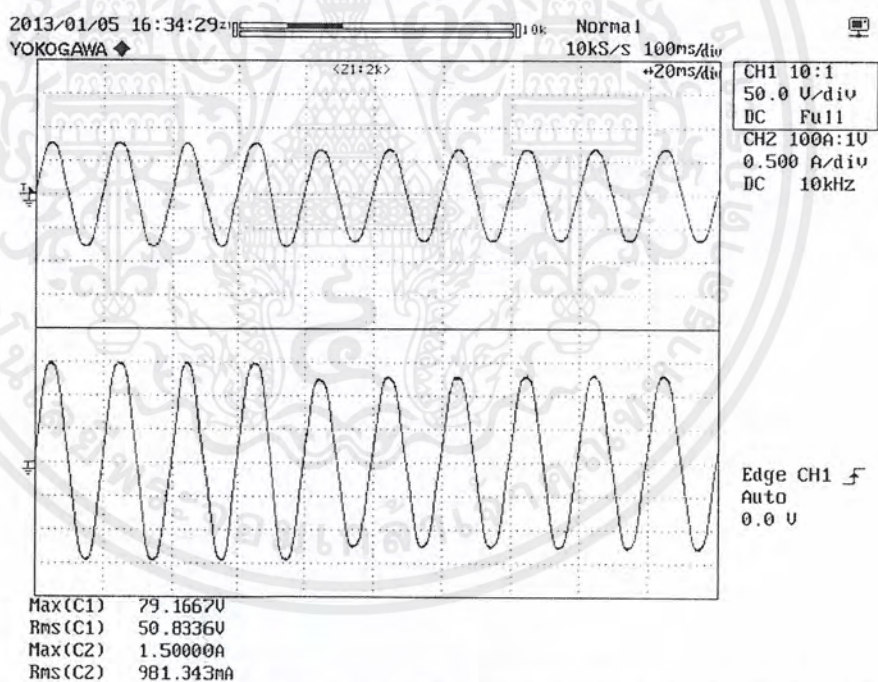 2013/01/05 16:34:29
10k
Normal
YOKOGAWA
10kS/s 100ms/div
<21:2k>
↔20ms/div
CH1 10:1
50.0 V/div
DC Full
CH2 100A:1V
0.500 A/div
DC 10kHz
Edge CH1
Auto
0.0 V
Max(C1) 79.1667V
Rms(C1) 50.8336V
Max(C2) 1.50000A
Rms(C2) 981.343mA